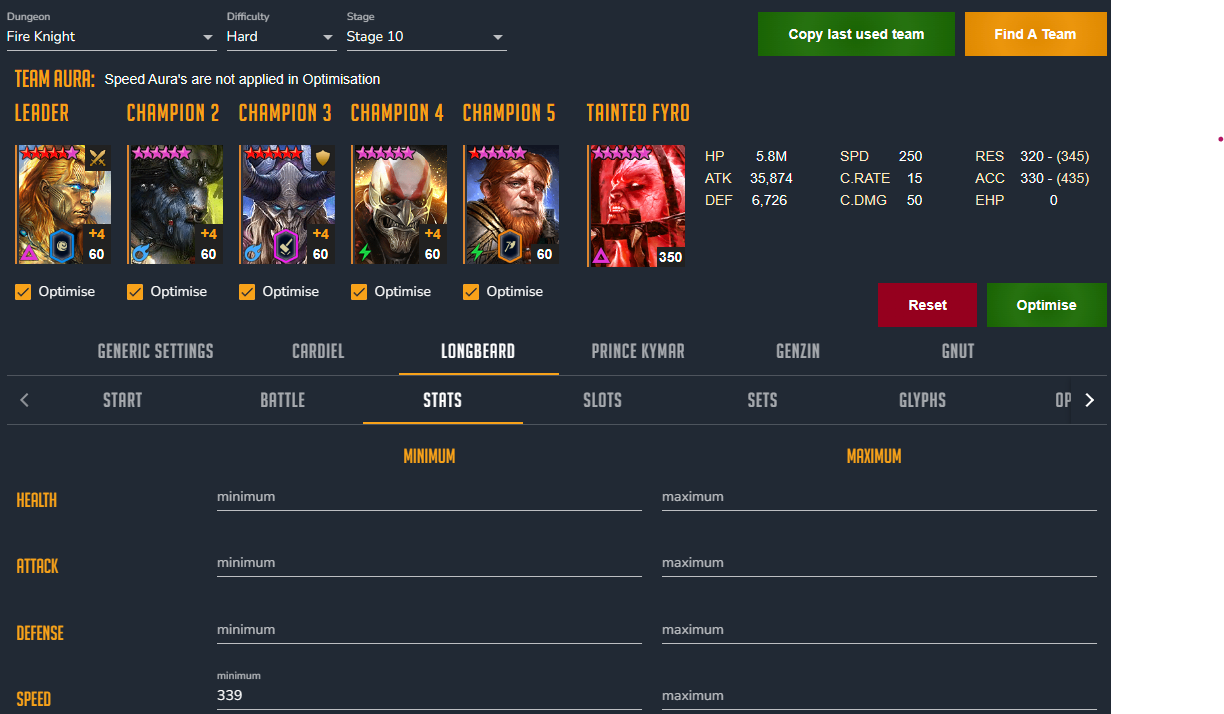 Dungeon Difficulty Stage
Fire Knight Hard Stage 10
Copy last used team Find A Team
TEAM AURA: Speed Aura's are not applied in Optimisation
LEADER CHAMPION 2 CHAMPION 3 CHAMPION 4 CHAMPION 5 TAINTED FYRO
HP 5.8M SPD 250 RES 320 - (345)
ATK 35,874 C.RATE 15 ACC 330 - (435)
DEF 6,726 C.DMG 50 EHP 0
+4 +4 +4 +4
60 60 60 60 60 350
Optimise Optimise Optimise Optimise Optimise
Reset Optimise
GENERIC SETTINGS CARDIEL LONGBEARD PRINCE KYMAR GENZIN GNUT
START BATTLE STATS SLOTS SETS GLYPHS OP
MINIMUM MAXIMUM
HEALTH minimum maximum
ATTACK minimum maximum
DEFENSE minimum maximum
minimum
SPEED 339 maximum